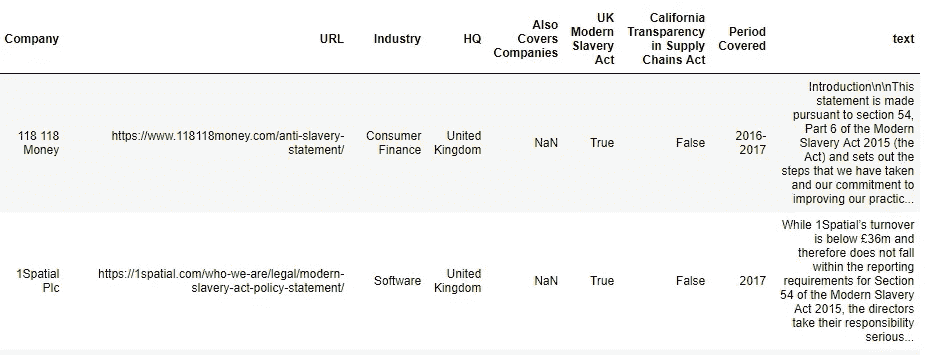 Company URL Industry HQ Also Covers Companies UK Modern Slavery Act California Transparency in Supply Chains Act Period Covered text
118 118 Money
https://www.118118money.com/anti-slavery-
statement/
Consumer
Finance
United
Kingdom
NaN
True
False
2016-
2017
Introduction\n\nThis
statement is made
pursuant to section 54,
Part 6 of the Modern
Slavery Act 2015 (the
Act) and sets out the
steps that we have taken
and our commitment to
improving our practic...
1Spatial
Plc
https://1spatial.com/who-we-are/legal/modern-
slavery-act-policy-statement/
Software
United
Kingdom
NaN
True
False
2017
While 1Spatial's turnover
is below £36m and
therefore does not fall
within the reporting
requirements for Section
54 of the Modern Slavery
Act 2015, the directors
take their responsibility
serious...